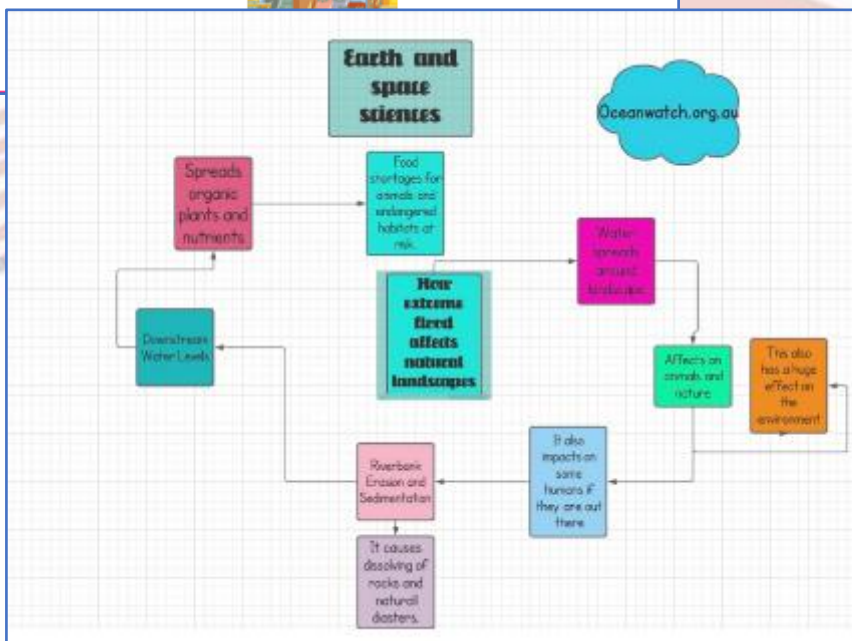 Earth and
space
sciences
Oceanwatch.org.au
Spreads
organic
plants and
nutrients
Food
shortages for
animals and
endangered
habitats at
risk.
Water
spreads
around
landscape
How
extreme
flood
affects
natural
landscapes
Downstream
Water Levels
Affects on
animals and
nature
This also
has a huge
effect on
the
environment
It also
impacts on
some
humans if
they are out
there
Riverbank
Erosion and
Sedimentation
It causes
dissolving of
rocks and
naturall
diasters.